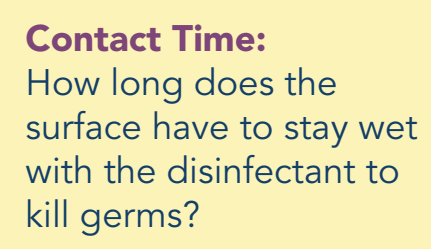 Contact Time:
How long does the
surface have to stay wet
with the disinfectant to
kill germs?